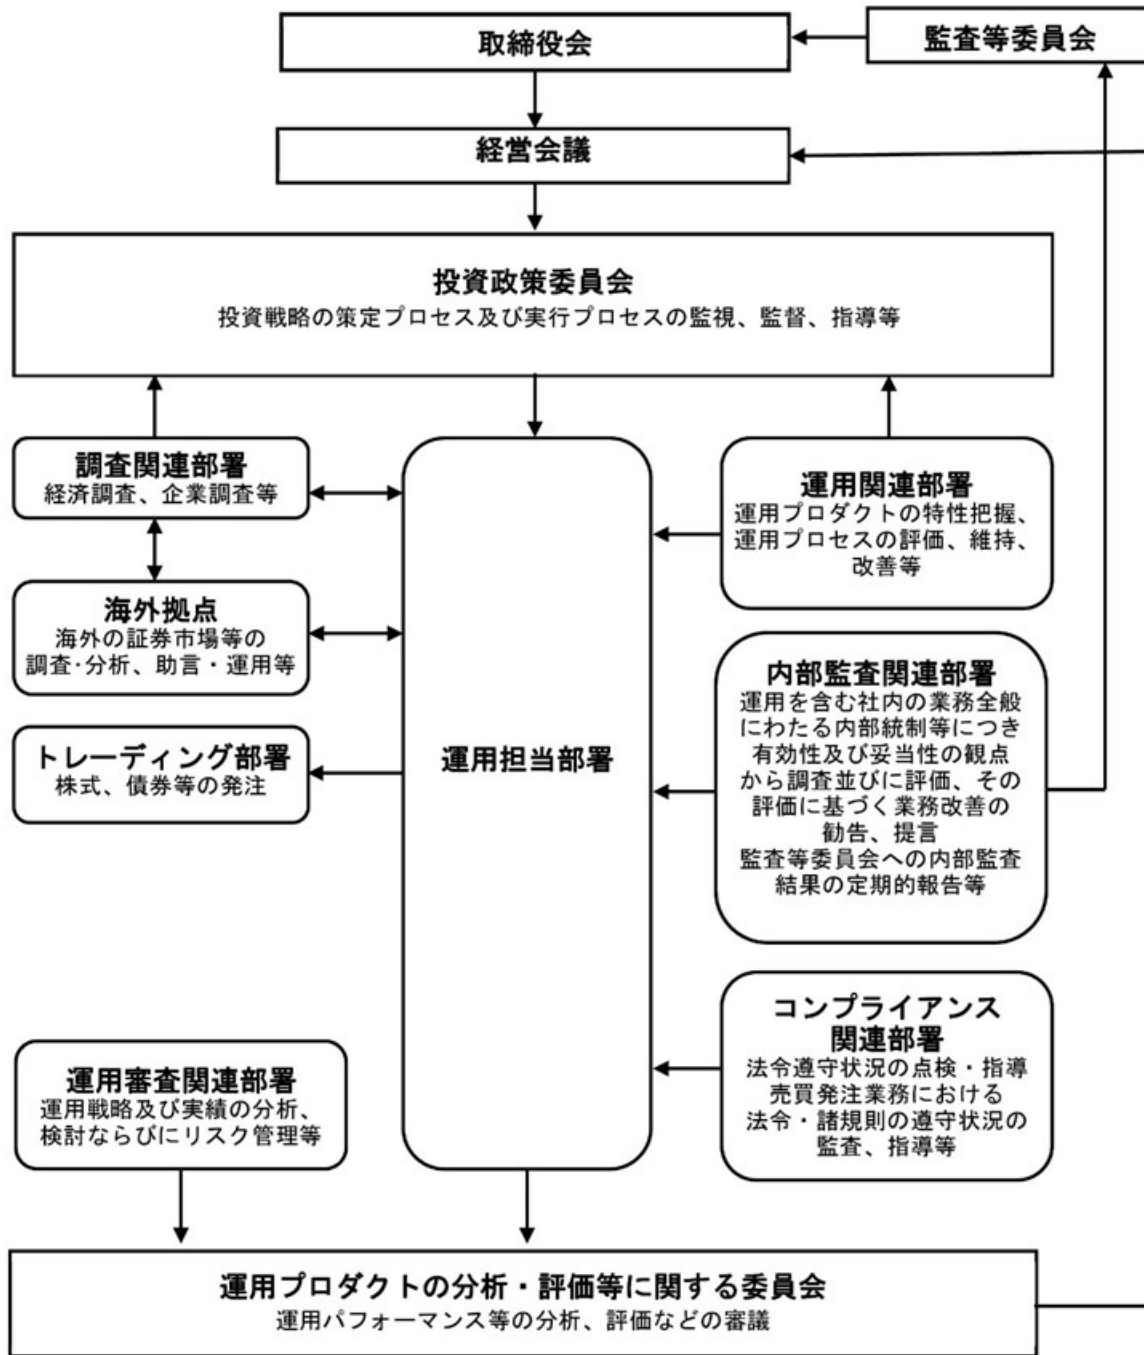 取締役会
監査等委員会
経営会議
投資政策委員会
投資戦略の策定プロセス及び実行プロセスの監視、監督、指導等
調査関連部署
経済調査、企業調査等
海外拠点
海外の証券市場等の
調査･分析、助言・運用等
トレーディング部署
株式、債券等の発注
運用担当部署
運用関連部署
運用プロダクトの特性把握、
運用プロセスの評価、維持、
改善等
内部監査関連部署
運用を含む社内の業務全般
にわたる内部統制等につき
有効性及び妥当性の観点
から調査並びに評価、その
評価に基づく業務改善の
勧告、提言
監査等委員会への内部監査
結果の定期的報告等
コンプライアンス
関連部署
法令遵守状況の点検・指導
売買発注業務における
法令・諸規則の遵守状況の
監査、指導等
運用審査関連部署
運用戦略及び実績の分析、
検討ならびにリスク管理等
運用プロダクトの分析・評価等に関する委員会
運用パフォーマンス等の分析、評価などの審議